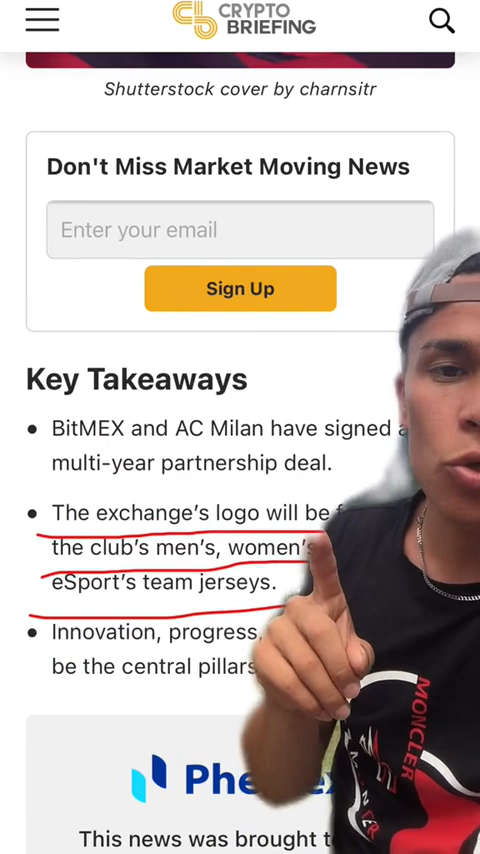 CRYPTO
BRIEFING
Shutterstock cover by charnsitr
Don't Miss Market Moving News
Enter your email
Sign Up
Key Takeaways
BitMEX and AC Milan have signed a
multi-year partnership deal.
The exchange's logo will be
the club's men's, women's
eSport's team jerseys.
Innovation, progress,
be the central pillars
This news was brought
MONCLER